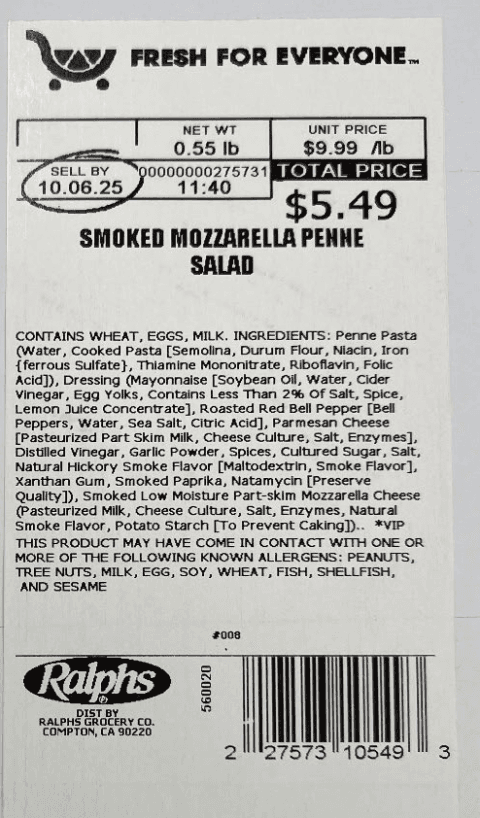 FRESH FOR EVERYONE™
NET WT
0.55 lb
UNIT PRICE
$9.99 /lb
SELL BY
10.06.25
00000000275731
11:40
TOTAL PRICE
$5.49
SMOKED MOZZARELLA PENNE
SALAD
CONTAINS WHEAT, EGGS, MILK. INGREDIENTS: Penne Pasta
(Water, Cooked Pasta [Semolina, Durum Flour, Niacin, Iron
{ferrous Sulfate}, Thiamine Mononitrate, Riboflavin, Folic
Acid]), Dressing (Mayonnaise [Soybean Oil, Water, Cider
Vinegar, Egg Yolks, Contains Less Than 2% Of Salt, Spice,
Lemon Juice Concentrate], Roasted Red Bell Pepper [Bell
Peppers, Water, Sea Salt, Citric Acid], Parmesan Cheese
[Pasteurized Part Skim Milk, Cheese Culture, Salt, Enzymes],
Distilled Vinegar, Garlic Powder, Spices, Cultured Sugar, Salt,
Natural Hickory Smoke Flavor [Maltodextrin, Smoke Flavor],
Xanthan Gum, Smoked Paprika, Natamycin [Preserve
Quality]), Smoked Low Moisture Part-skim Mozzarella Cheese
(Pasteurized Milk, Cheese Culture, Salt, Enzymes, Natural
Smoke Flavor, Potato Starch [To Prevent Caking]).. *VIP
THIS PRODUCT MAY HAVE COME IN CONTACT WITH ONE OR
MORE OF THE FOLLOWING KNOWN ALLERGENS: PEANUTS,
TREE NUTS, MILK, EGG, SOY, WHEAT, FISH, SHELLFISH,
AND SESAME
#008
Ralphs®
DIST BY
RALPHS GROCERY CO.
COMPTON, CA 90220
560020
2 27573 10549 3